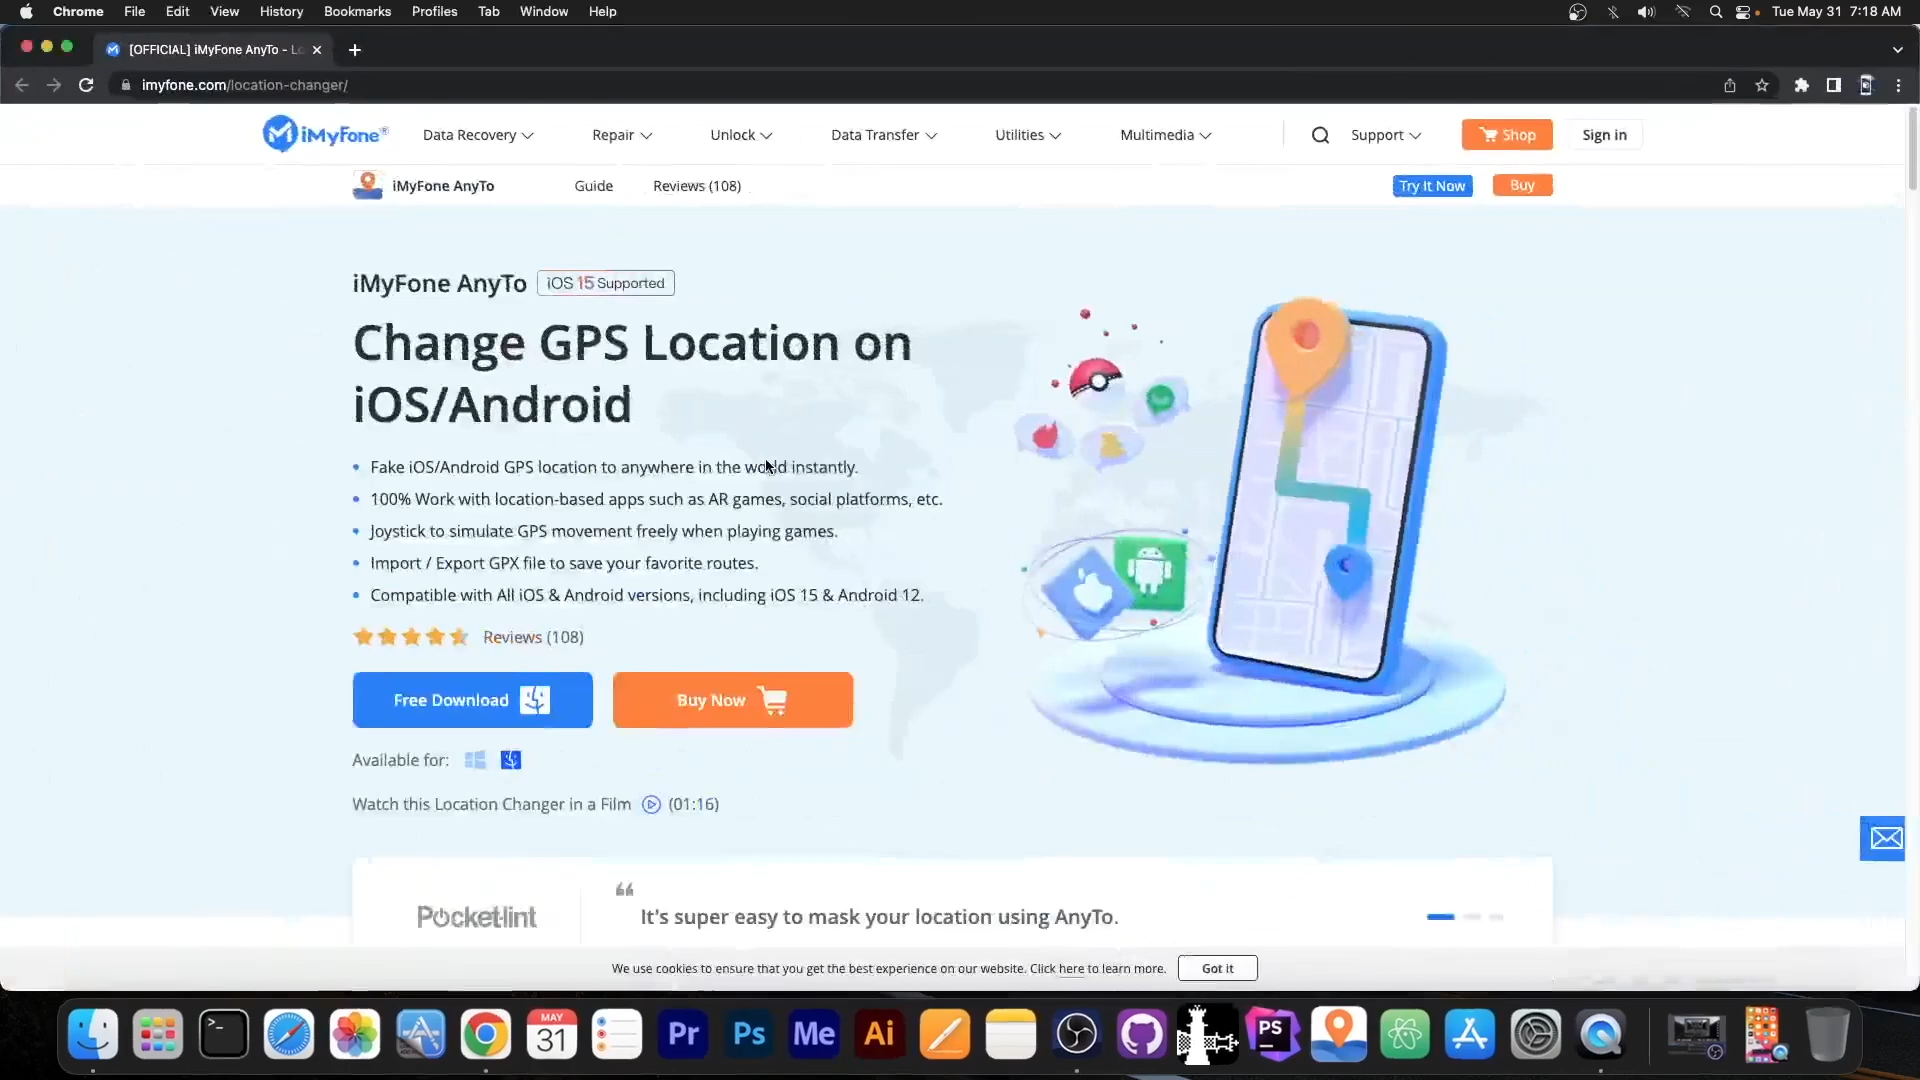 Chrome File Edit View History Bookmarks Profiles Tab Window Help Tue May 31 7:18 AM
[OFFICIAL] iMyFone AnyTo - Lo
imyfone.com/location-changer/
iMyFone® Data Recovery Repair Unlock Data Transfer Utilities Multimedia Support Shop Sign in
iMyFone AnyTo Guide Reviews (108) Try It Now Buy
iMyFone AnyTo iOS 15 Supported
Change GPS Location on
iOS/Android
• Fake iOS/Android GPS location to anywhere in the world instantly.
• 100% Work with location-based apps such as AR games, social platforms, etc.
• Joystick to simulate GPS movement freely when playing games.
• Import / Export GPX file to save your favorite routes.
• Compatible with All iOS & Android versions, including iOS 15 & Android 12.
Reviews (108)
Free Download Buy Now
Available for:
Watch this Location Changer in a Film (01:16)
“
Pocket-lint It's super easy to mask your location using AnyTo.
We use cookies to ensure that you get the best experience on our website. Click here to learn more. Got it
MAY
31 Pr Ps Me Ai PS